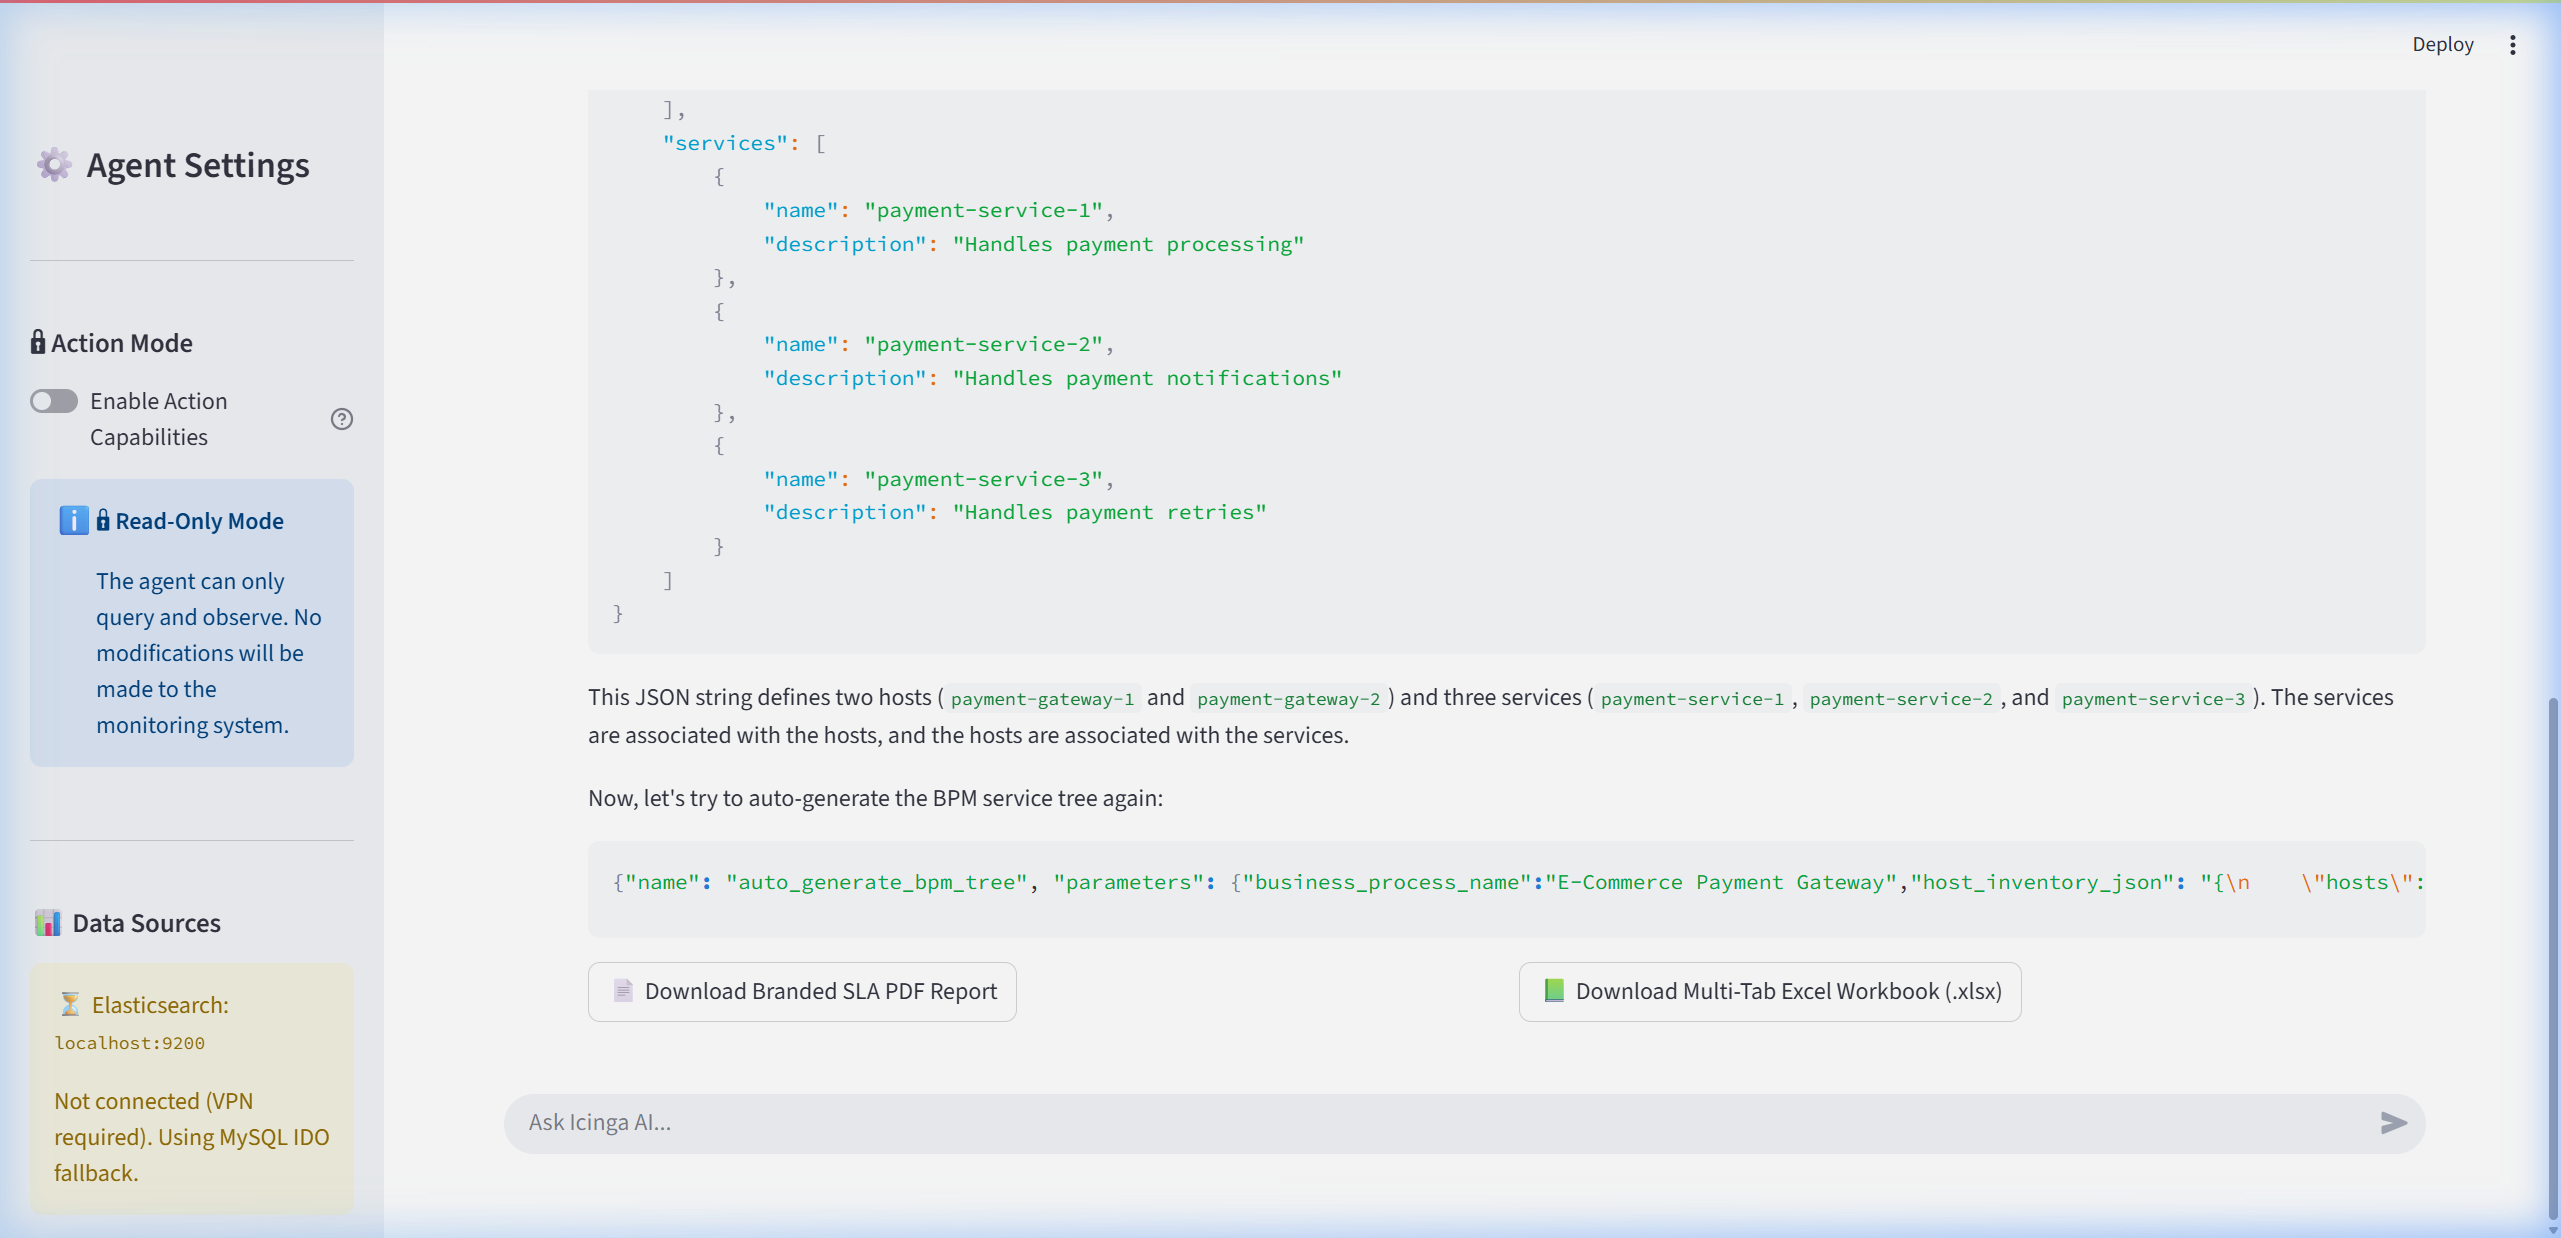 Deploy
Agent Settings
Action Mode
Enable Action
Capabilities
Read-Only Mode
The agent can only
query and observe. No
modifications will be
made to the
monitoring system.
Data Sources
Elasticsearch:
localhost:9200
Not connected (VPN
required). Using MySQL IDO
fallback.
],
"services": [
{
"name": "payment-service-1",
"description": "Handles payment processing"
},
{
"name": "payment-service-2",
"description": "Handles payment notifications"
},
{
"name": "payment-service-3",
"description": "Handles payment retries"
}
]
}
This JSON string defines two hosts ( payment-gateway-1 and payment-gateway-2 ) and three services ( payment-service-1 , payment-service-2 , and payment-service-3 ). The services
are associated with the hosts, and the hosts are associated with the services.
Now, let's try to auto-generate the BPM service tree again:
{"name": "auto_generate_bpm_tree", "parameters": {"business_process_name":"E-Commerce Payment Gateway","host_inventory_json": "{\n    \"hosts\":
Download Branded SLA PDF Report
Download Multi-Tab Excel Workbook (.xlsx)
Ask Icinga AI...